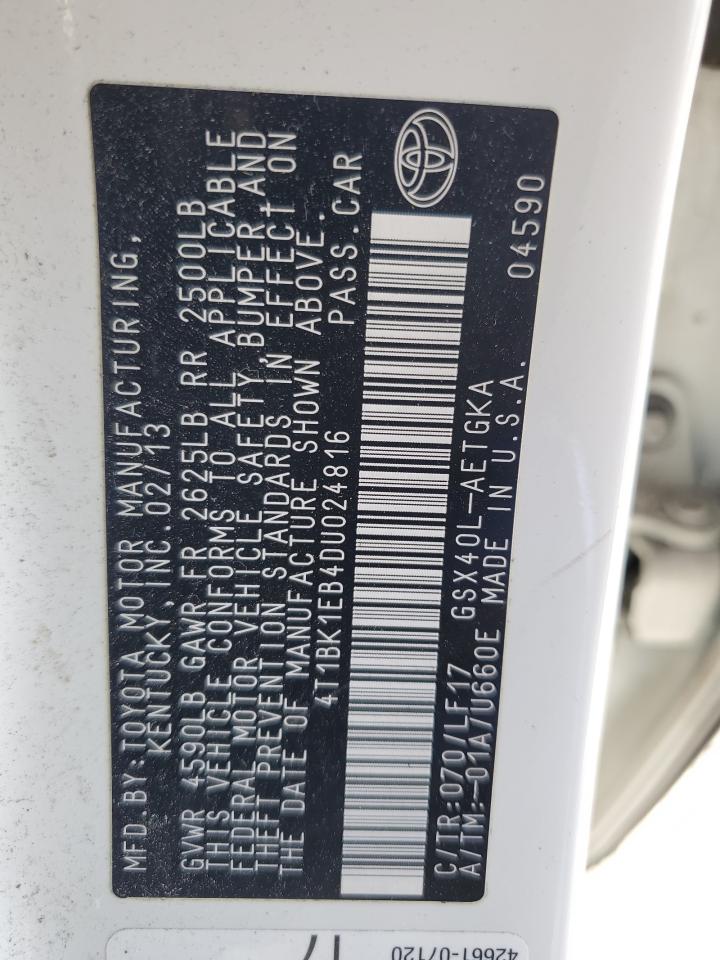 MFD.BY:TOYOTA MOTOR MANUFACTURING,
KENTUCKY, INC.02/13
GVWR 4590LB GAWR FR 2625LB RR 2500LB
THIS VEHICLE CONFORMS TO ALL APPLICABLE
FEDERAL MOTOR VEHICLE SAFETY,BUMPER AND
THEFT PREVENTION STANDARDS IN EFFECT ON
THE DATE OF MANUFACTURE SHOWN ABOVE.
4T1BK1EB4DU024816 PASS.CAR
C/TR:070/LF17 GSX40L-AETGKA 04590
A/TM:-01A/U660E MADE IN U.S.A.
42661-07120